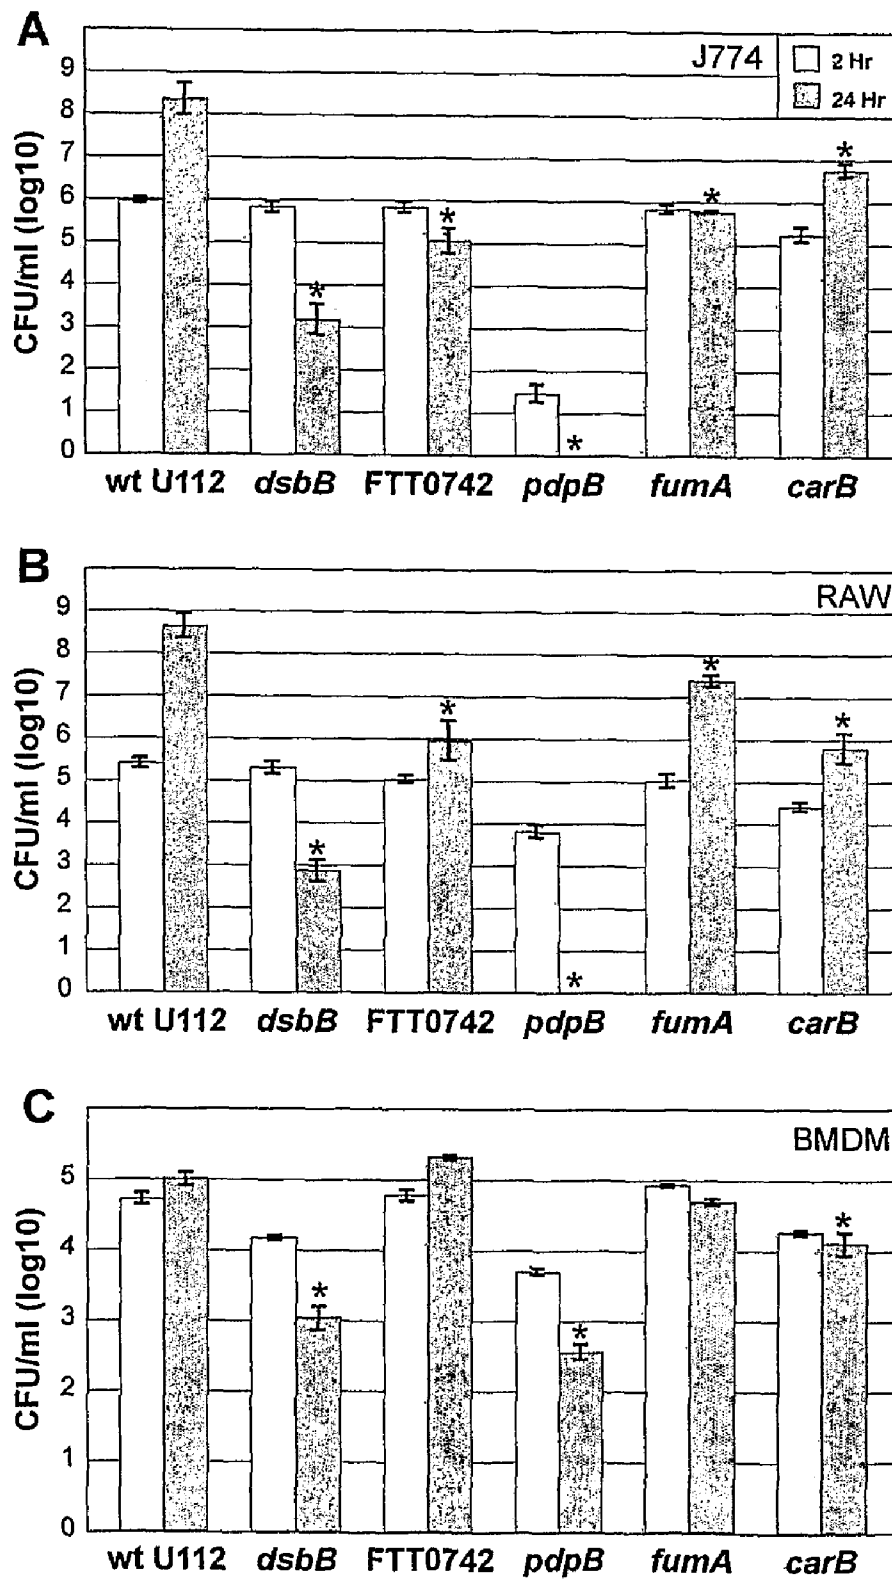 A
J774
2 Hr
24 Hr
CFU/ml (log10)
9
8
7
6
5
4
3
2
1
0
* * * * *
wt U112 dsbB FTT0742 pdpB fumA carB
B
RAW
CFU/ml (log10)
9
8
7
6
5
4
3
2
1
0
* * * * *
wt U112 dsbB FTT0742 pdpB fumA carB
C
BMDM
CFU/ml (log10)
5
4
3
2
1
0
* * *
wt U112 dsbB FTT0742 pdpB fumA carB